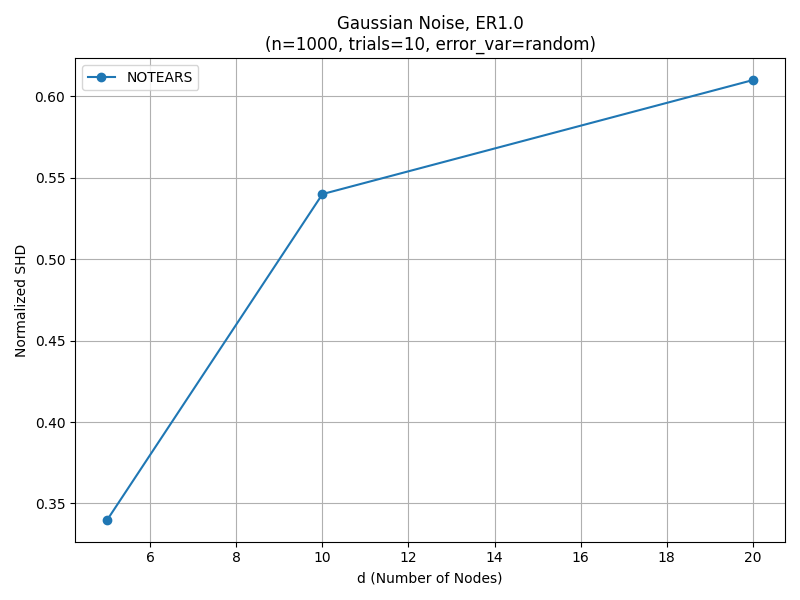 Gaussian Noise, ER1.0
(n=1000, trials=10, error_var=random)
NOTEARS
Normalized SHD
0.60
0.55
0.50
0.45
0.40
0.35
6 8 10 12 14 16 18 20
d (Number of Nodes)